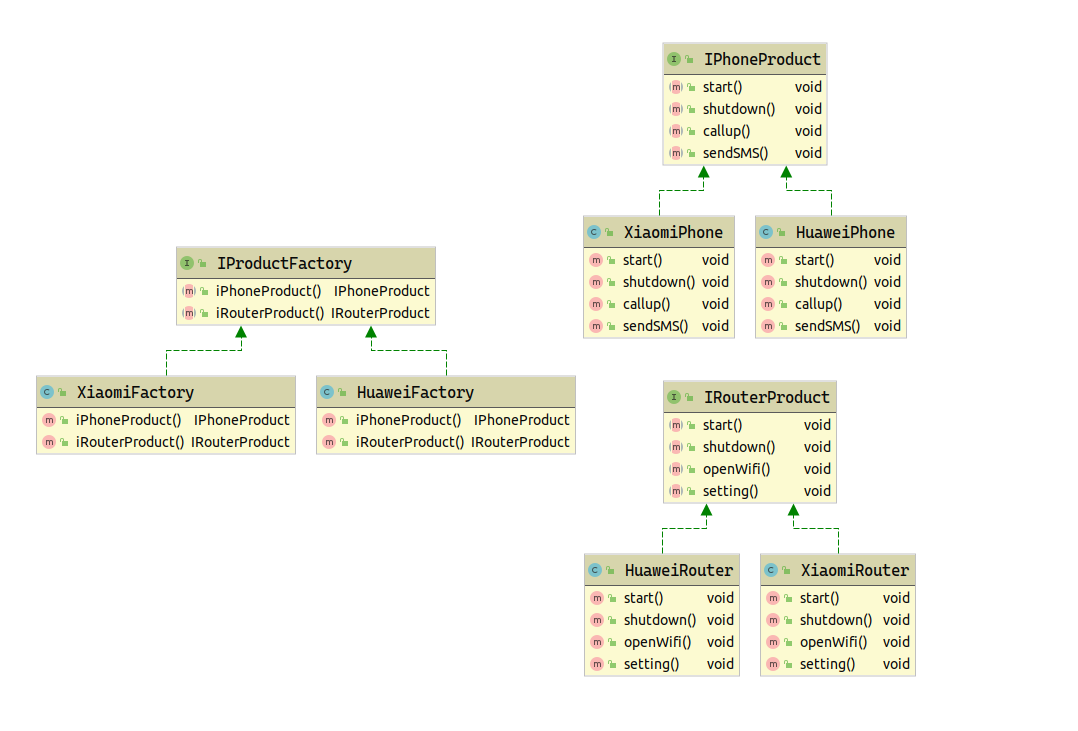 IPhoneProduct
start() void
shutdown() void
callup() void
sendSMS() void
XiaomiPhone
start() void
shutdown() void
callup() void
sendSMS() void
HuaweiPhone
start() void
shutdown() void
callup() void
sendSMS() void
IProductFactory
iPhoneProduct() IPhoneProduct
iRouterProduct() IRouterProduct
XiaomiFactory
iPhoneProduct() IPhoneProduct
iRouterProduct() IRouterProduct
HuaweiFactory
iPhoneProduct() IPhoneProduct
iRouterProduct() IRouterProduct
IRouterProduct
start() void
shutdown() void
openWifi() void
setting() void
HuaweiRouter
start() void
shutdown() void
openWifi() void
setting() void
XiaomiRouter
start() void
shutdown() void
openWifi() void
setting() void